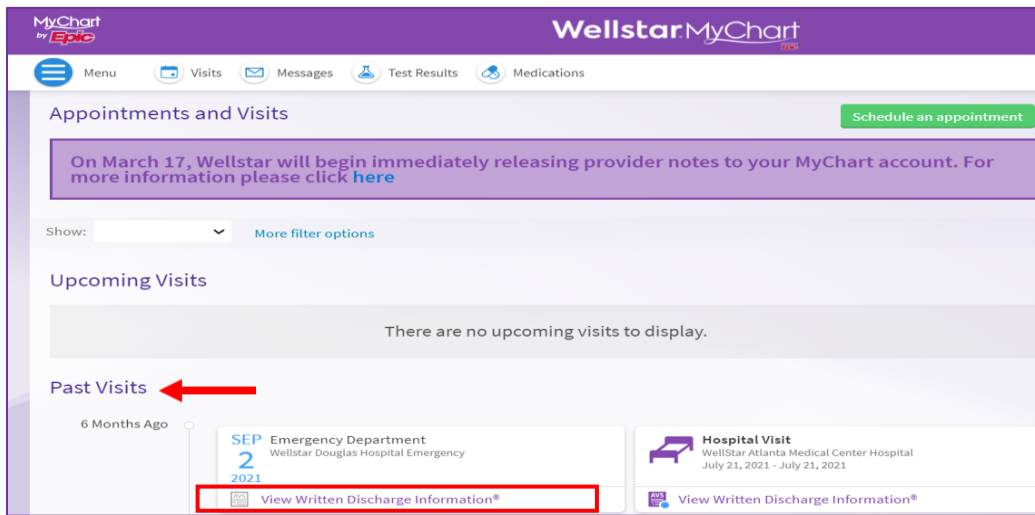 MyChart
by Epic
Wellstar MyChart
Epic
Menu
Visits
Messages
Test Results
Medications
Appointments and Visits
Schedule an appointment
On March 17, Wellstar will begin immediately releasing provider notes to your MyChart account. For
more information please click here
Show:
More filter options
Upcoming Visits
There are no upcoming visits to display.
Past Visits
6 Months Ago
SEP
2
2021
Emergency Department
Wellstar Douglas Hospital Emergency
AVS
View Written Discharge Information®
Hospital Visit
WellStar Atlanta Medical Center Hospital
July 21, 2021 - July 21, 2021
AVS
View Written Discharge Information®